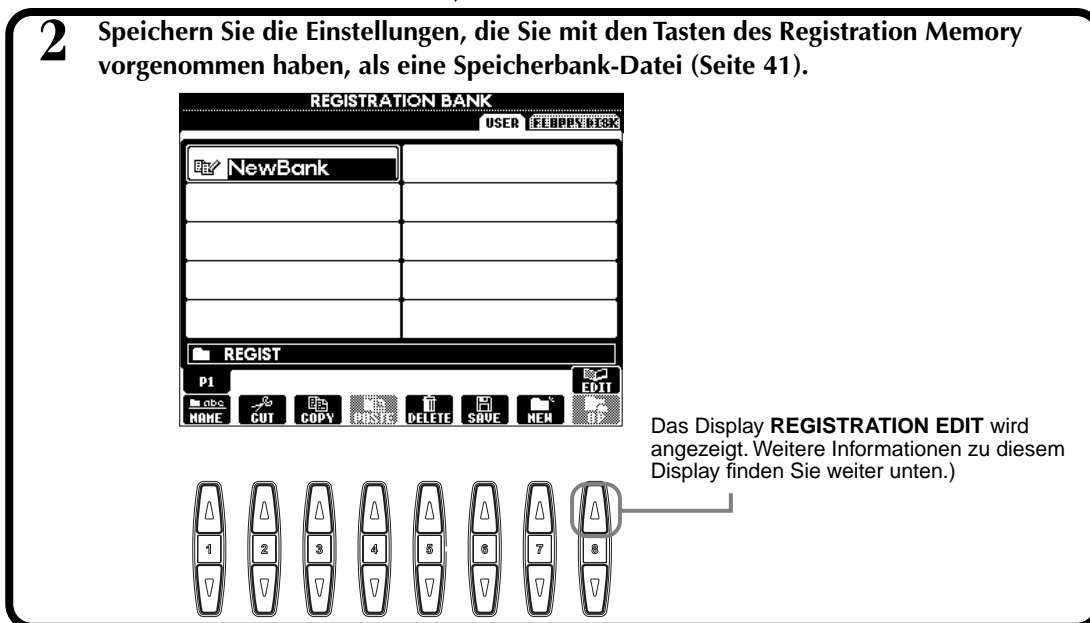 2 Speichern Sie die Einstellungen, die Sie mit den Tasten des Registration Memory
vorgenommen haben, als eine Speicherbank-Datei (Seite 41).
REGISTRATION BANK
USER FLOPPY DISK
NewBank
REGIST
P1
EDIT
abc
NAME CUT COPY PASTE DELETE SAVE NEW UP
Das Display REGISTRATION EDIT wird
angezeigt. Weitere Informationen zu diesem
Display finden Sie weiter unten.)
1 2 3 4 5 6 7 8